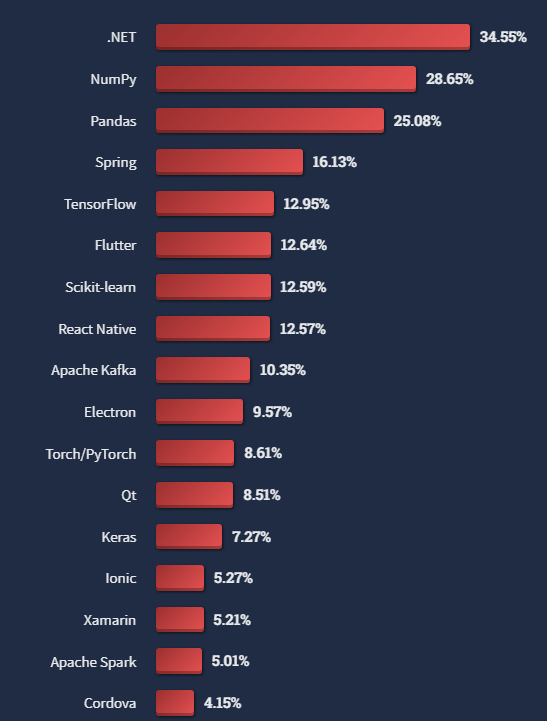 .NET 34.55%
NumPy 28.65%
Pandas 25.08%
Spring 16.13%
TensorFlow 12.95%
Flutter 12.64%
Scikit-learn 12.59%
React Native 12.57%
Apache Kafka 10.35%
Electron 9.57%
Torch/PyTorch 8.61%
Qt 8.51%
Keras 7.27%
Ionic 5.27%
Xamarin 5.21%
Apache Spark 5.01%
Cordova 4.15%